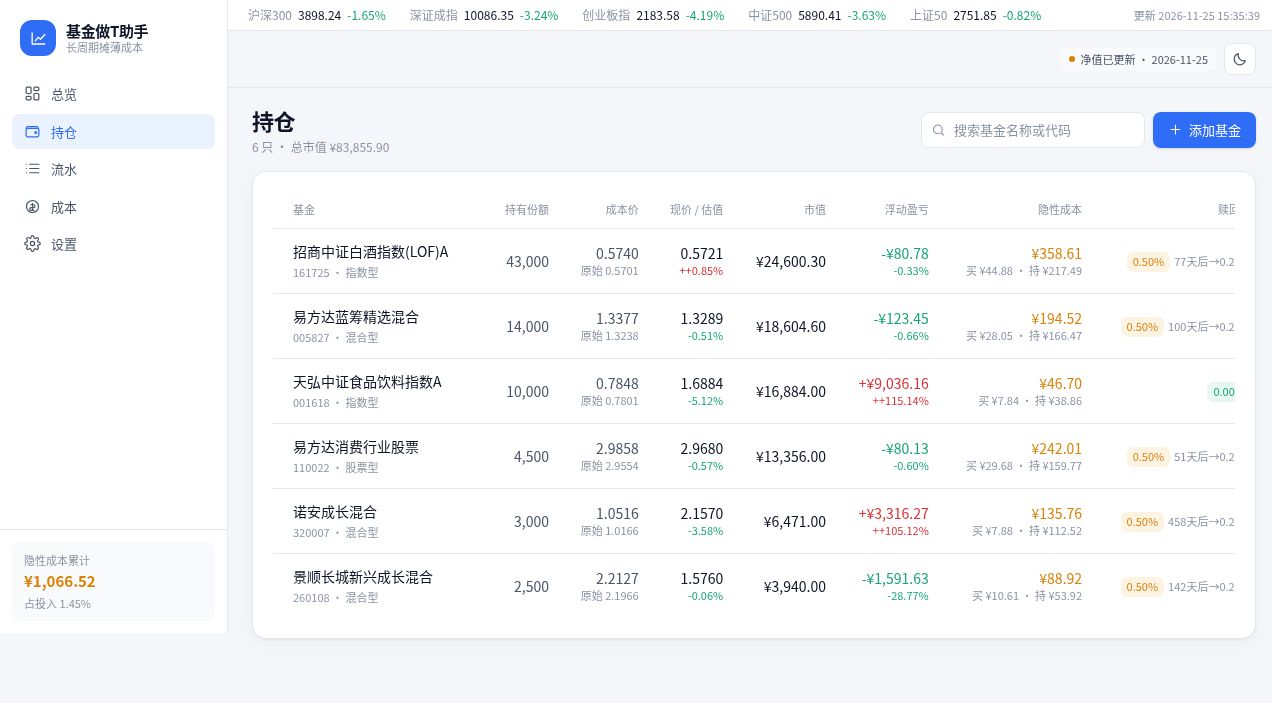 沪深300 3898.24 -1.65% 深证成指 10086.35 -3.24% 创业板指 2183.58 -4.19% 中证500 5890.41 -3.63% 上证50 2751.85 -0.82% 更新 2026-11-25 15:35:39
基金做T助手
长周期摊薄成本
净值已更新 · 2026-11-25
总览
持仓
流水
成本
设置
持仓
6 只 · 总市值 ¥83,855.90
搜索基金名称或代码
添加基金
基金 持有份额 成本价 现价 / 估值 市值 浮动盈亏 隐性成本 赎
招商中证白酒指数(LOF)A 43,000 0.5740 0.5721 ¥24,600.30 -¥80.78 ¥358.61 0.50% 77天后→0.2
161725 · 指数型 原始 0.5701 ++0.85% -0.33% 买 ¥44.88 · 持 ¥217.49
易方达蓝筹精选混合 14,000 1.3377 1.3289 ¥18,604.60 -¥123.45 ¥194.52 0.50% 100天后→0.2
005827 · 混合型 原始 1.3238 -0.51% -0.66% 买 ¥28.05 · 持 ¥166.47
天弘中证食品饮料指数A 10,000 0.7848 1.6884 ¥16,884.00 +¥9,036.16 ¥46.70 0.00
001618 · 指数型 原始 0.7801 -5.12% ++115.14% 买 ¥7.84 · 持 ¥38.86
易方达消费行业股票 4,500 2.9858 2.9680 ¥13,356.00 -¥80.13 ¥242.01 0.50% 51天后→0.2
110022 · 股票型 原始 2.9554 -0.57% -0.60% 买 ¥29.68 · 持 ¥159.77
诺安成长混合 3,000 1.0516 2.1570 ¥6,471.00 +¥3,316.27 ¥135.76 0.50% 458天后→0.2
320007 · 混合型 原始 1.0166 -3.58% ++105.12% 买 ¥7.88 · 持 ¥112.52
景顺长城新兴成长混合 2,500 2.2127 1.5760 ¥3,940.00 -¥1,591.63 ¥88.92 0.50% 142天后→0.2
260108 · 混合型 原始 2.1966 -0.06% -28.77% 买 ¥10.61 · 持 ¥53.92
隐性成本累计
¥1,066.52
占投入 1.45%